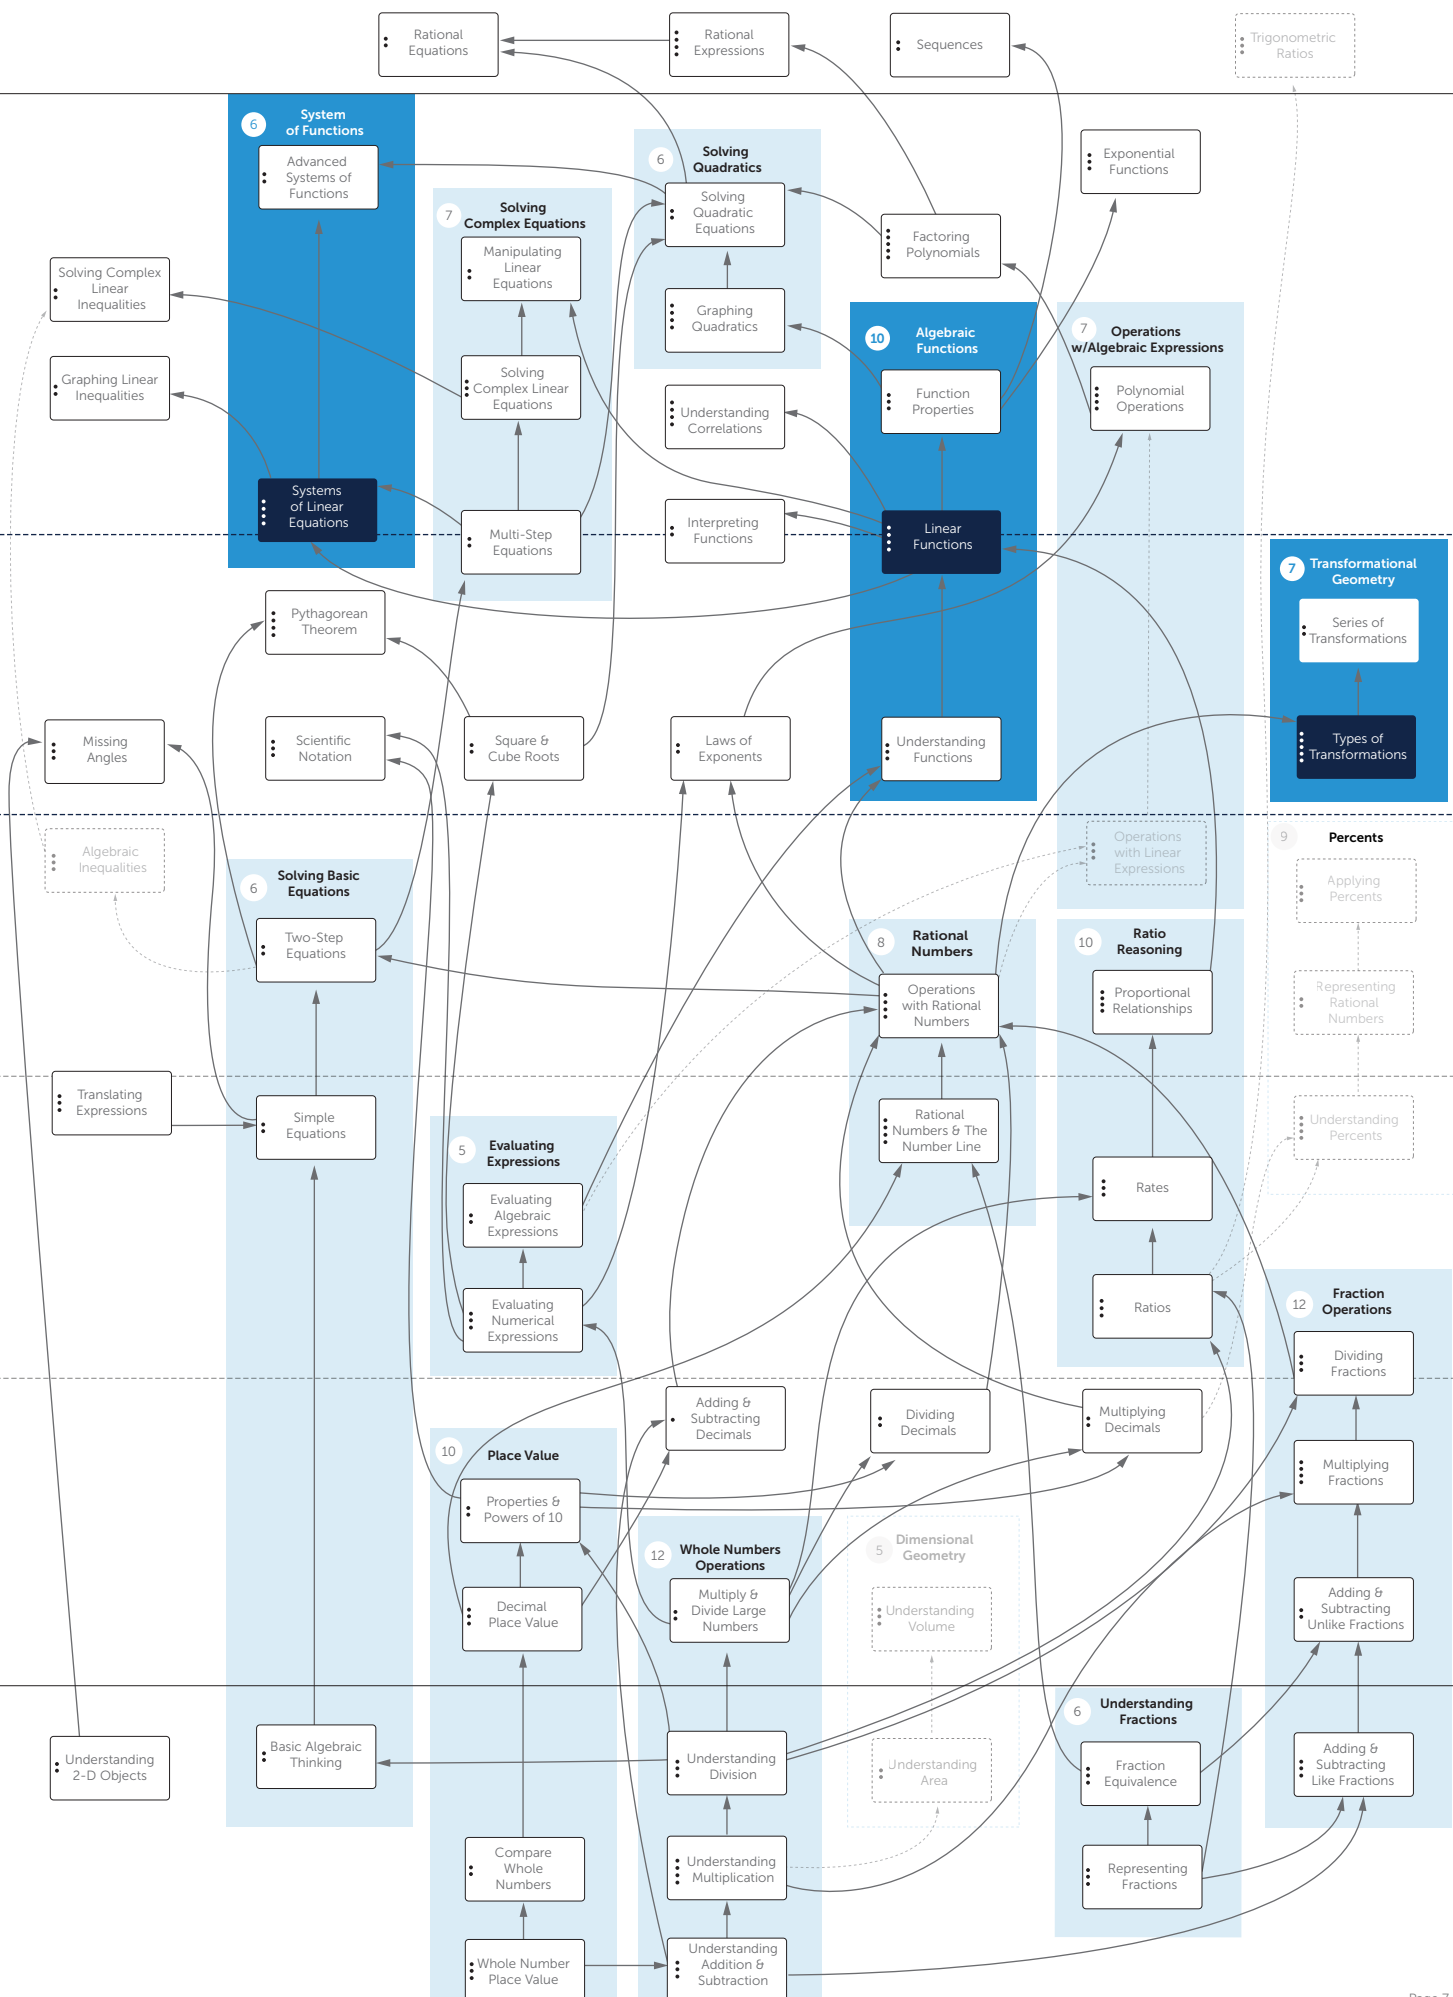 Rational
Equations
Rational
Expressions
Sequences
Trigonometric
Ratios
6
System
of Functions
Advanced
Systems of
Functions
6
Solving
Quadratics
Solving
Quadratic
Equations
Exponential
Functions
7
Solving
Complex Equations
Manipulating
Linear
Equations
Factoring
Polynomials
Solving Complex
Linear
Inequalities
Graphing
Quadratics
10
Algebraic
Functions
7
Operations
w/Algebraic Expressions
Graphing Linear
Inequalities
Solving
Complex Linear
Equations
Understanding
Correlations
Function
Properties
Polynomial
Operations
Systems
of Linear
Equations
Multi-Step
Equations
Interpreting
Functions
Linear
Functions
7
Transformational
Geometry
Series of
Transformations
Pythagorean
Theorem
Missing
Angles
Scientific
Notation
Square &
Cube Roots
Laws of
Exponents
Understanding
Functions
Types of
Transformations
Algebraic
Inequalities
Operations
with Linear
Expressions
9
Percents
Applying
Percents
6
Solving Basic
Equations
Two-Step
Equations
8
Rational
Numbers
Operations
with Rational
Numbers
10
Ratio
Reasoning
Proportional
Relationships
Representing
Rational
Numbers
Translating
Expressions
Simple
Equations
5
Evaluating
Expressions
Evaluating
Algebraic
Expressions
Rational
Numbers & The
Number Line
Rates
Understanding
Percents
Evaluating
Numerical
Expressions
Ratios
12
Fraction
Operations
Dividing
Fractions
Adding &
Subtracting
Decimals
Dividing
Decimals
Multiplying
Decimals
10
Place Value
Properties &
Powers of 10
Multiplying
Fractions
12
Whole Numbers
Operations
Multiply &
Divide Large
Numbers
5
Dimensional
Geometry
Understanding
Volume
Decimal
Place Value
Adding &
Subtracting
Unlike Fractions
6
Understanding
Fractions
Understanding
2-D Objects
Basic Algebraic
Thinking
Understanding
Division
Understanding
Area
Fraction
Equivalence
Adding &
Subtracting
Like Fractions
Compare
Whole
Numbers
Understanding
Multiplication
Representing
Fractions
Whole Number
Place Value
Understanding
Addition &
Subtraction